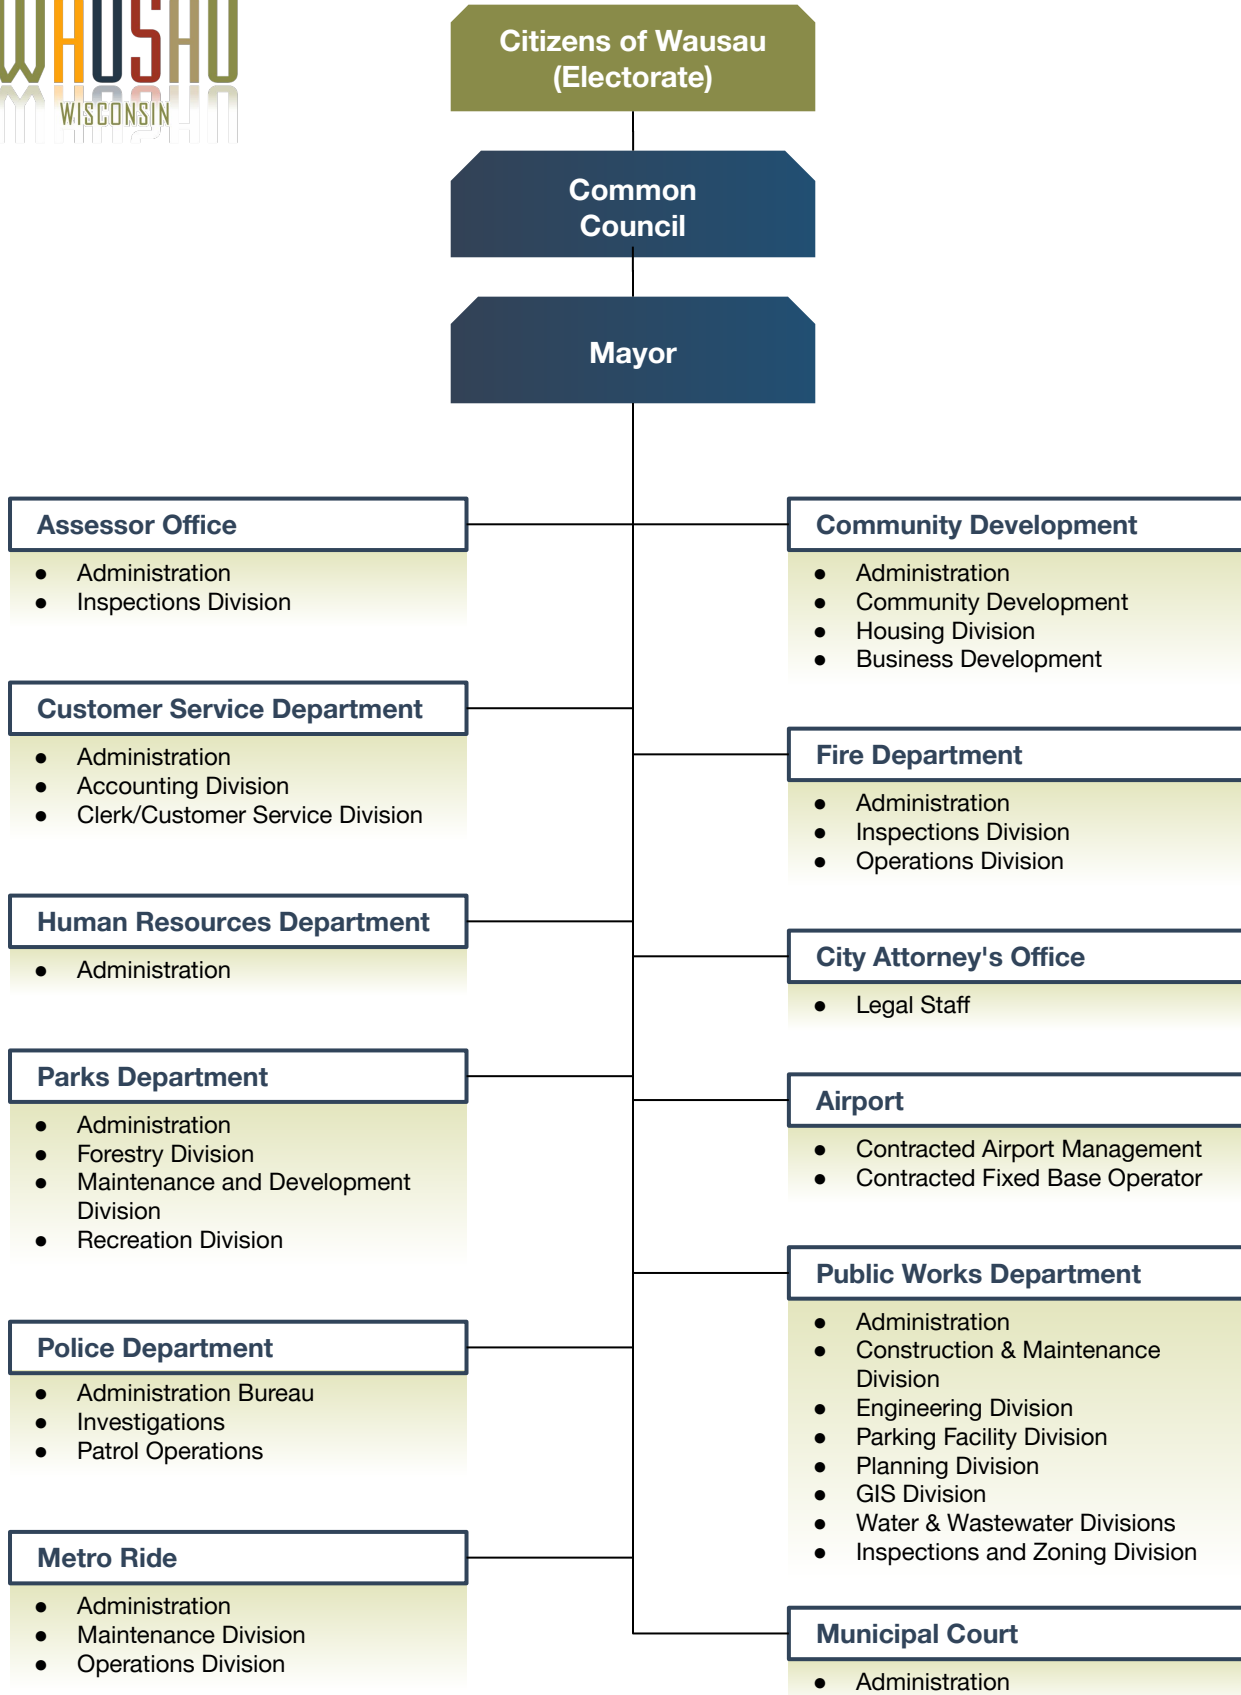 WAUSAU
WISCONSIN
Citizens of Wausau
(Electorate)
Common
Council
Mayor
Assessor Office
● Administration
● Inspections Division
Customer Service Department
● Administration
● Accounting Division
● Clerk/Customer Service Division
Human Resources Department
● Administration
Parks Department
● Administration
● Forestry Division
● Maintenance and Development
Division
● Recreation Division
Police Department
● Administration Bureau
● Investigations
● Patrol Operations
Metro Ride
● Administration
● Maintenance Division
● Operations Division
Community Development
● Administration
● Community Development
● Housing Division
● Business Development
Fire Department
● Administration
● Inspections Division
● Operations Division
City Attorney's Office
● Legal Staff
Airport
● Contracted Airport Management
● Contracted Fixed Base Operator
Public Works Department
● Administration
● Construction & Maintenance
Division
● Engineering Division
● Parking Facility Division
● Planning Division
● GIS Division
● Water & Wastewater Divisions
● Inspections and Zoning Division
Municipal Court
● Administration